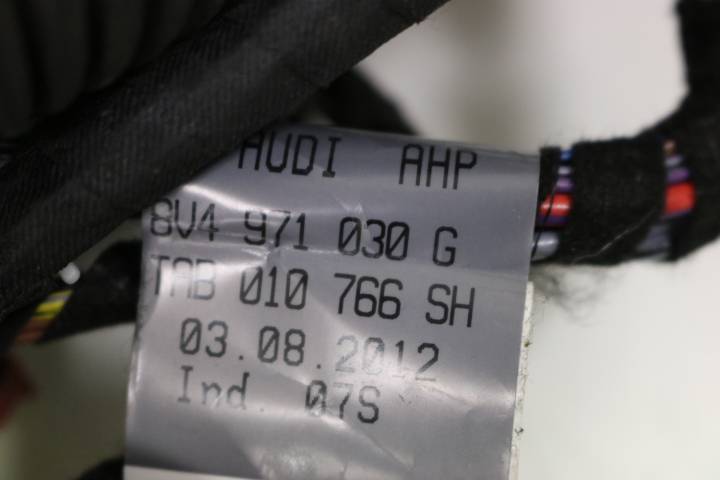 AUDI AHP
8V4 971 030 G
TAB 010 766 SH
03.08.2012
Ind. 07S